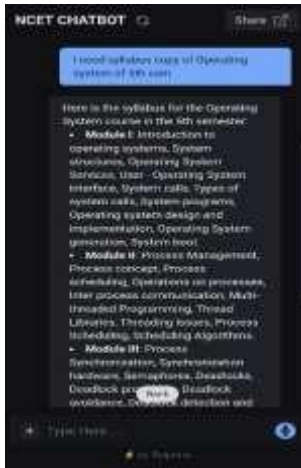 NCET CHATBOT
Share
I need syllabus copy of Operating
system of 5th sem
Here is the syllabus for the Operating
System course in the 5th semester:
• Module I: Introduction to
operating systems, System
structures, Operating System
Services, User - Operating System
interface, System calls, Types of
system calls, System programs,
Operating system design and
implementation, Operating System
generation, System boot.
• Module II: Process Management,
Process concept, Process
scheduling, Operations on processes,
Inter process communication, Multi-
threaded Programming, Thread
Libraries, Threading Issues, Process
Scheduling, Scheduling Algorithms.
• Module III: Process
Synchronization, Synchronization
hardware, Semaphores, Deadlocks,
Deadlock Deadlock
avoidance, detection and
Type here...
by